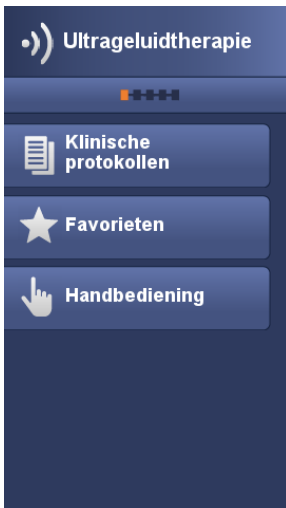 Ultrageluidtherapie
Klinische
protokollen
Favorieten
Handbediening